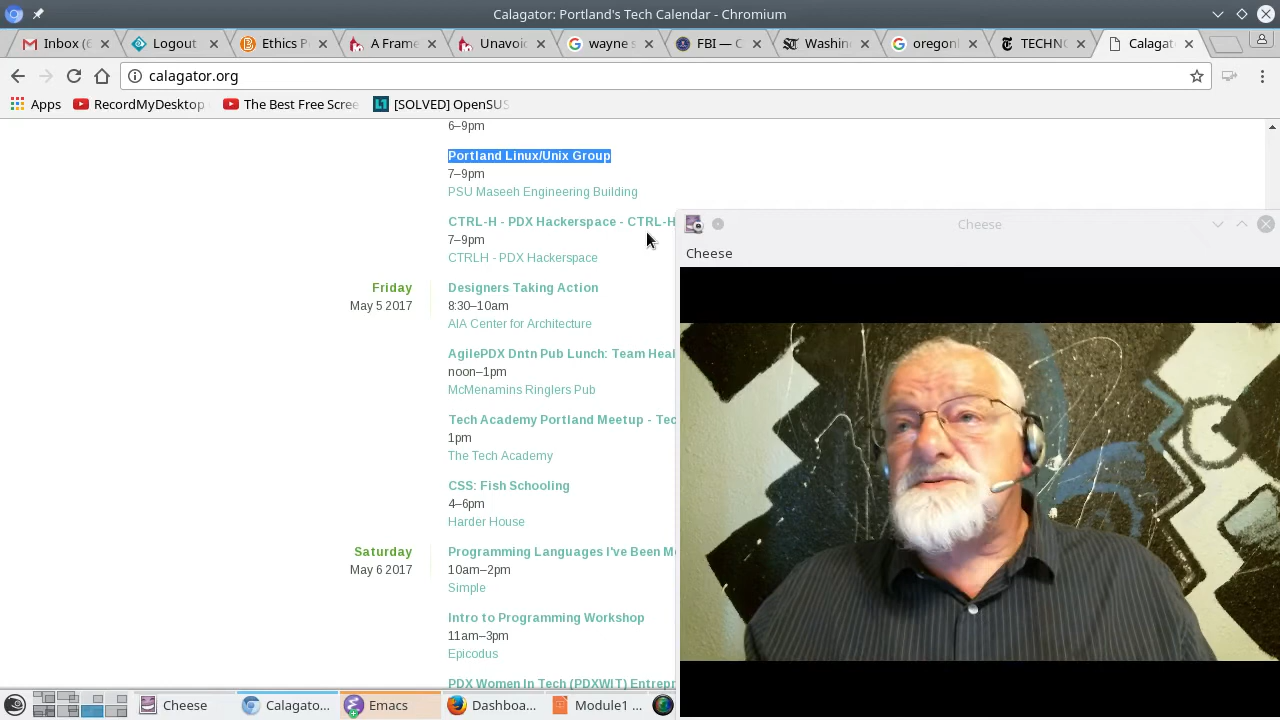 Calagator: Portland's Tech Calendar - Chromium
Inbox (6
Logout
Ethics P
A Frame
Unavoid
wayne s
FBI — C
Washin
oregonl
TECHNO
Calagat
calagator.org
Apps
RecordMyDesktop
The Best Free Scree
[SOLVED] OpenSUS
6–9pm
Portland Linux/Unix Group
7–9pm
PSU Maseeh Engineering Building
CTRL-H - PDX Hackerspace - CTRL-H
7–9pm
CTRLH - PDX Hackerspace
Friday
May 5 2017
Designers Taking Action
8:30–10am
AIA Center for Architecture
AgilePDX Dntn Pub Lunch: Team Heal
noon–1pm
McMenamins Ringlers Pub
Tech Academy Portland Meetup - Tec
1pm
The Tech Academy
CSS: Fish Schooling
4–6pm
Harder House
Saturday
May 6 2017
Programming Languages I've Been M
10am–2pm
Simple
Intro to Programming Workshop
11am–3pm
Epicodus
PDX Women In Tech (PDXWIT) Entrepr
Cheese
Cheese
Cheese
Calagato...
Emacs
Dashboa...
Module1 ...